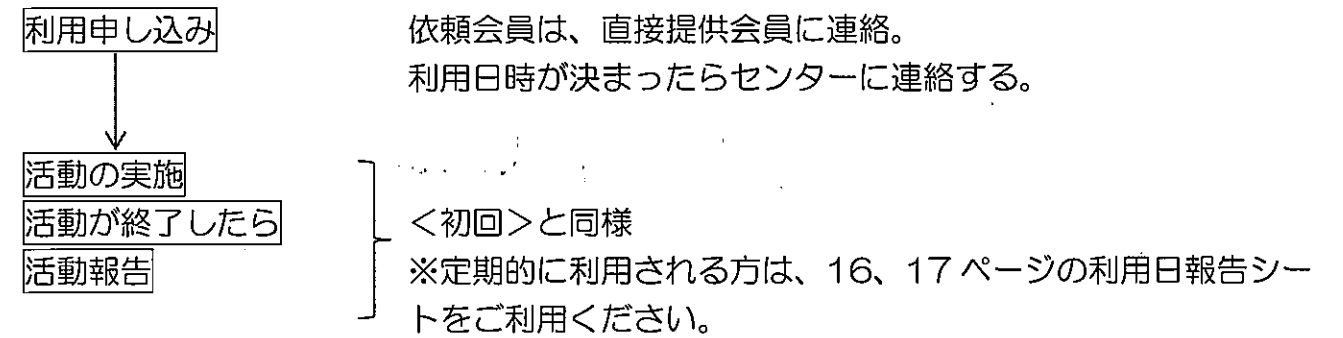 利用申し込み
依頼会員は、直接提供会員に連絡。
利用日時が決まったらセンターに連絡する。
活動の実施
活動が終了したら
活動報告
＜初回＞と同様
※定期的に利用される方は、16、17ページの利用日報告シー
トをご利用ください。